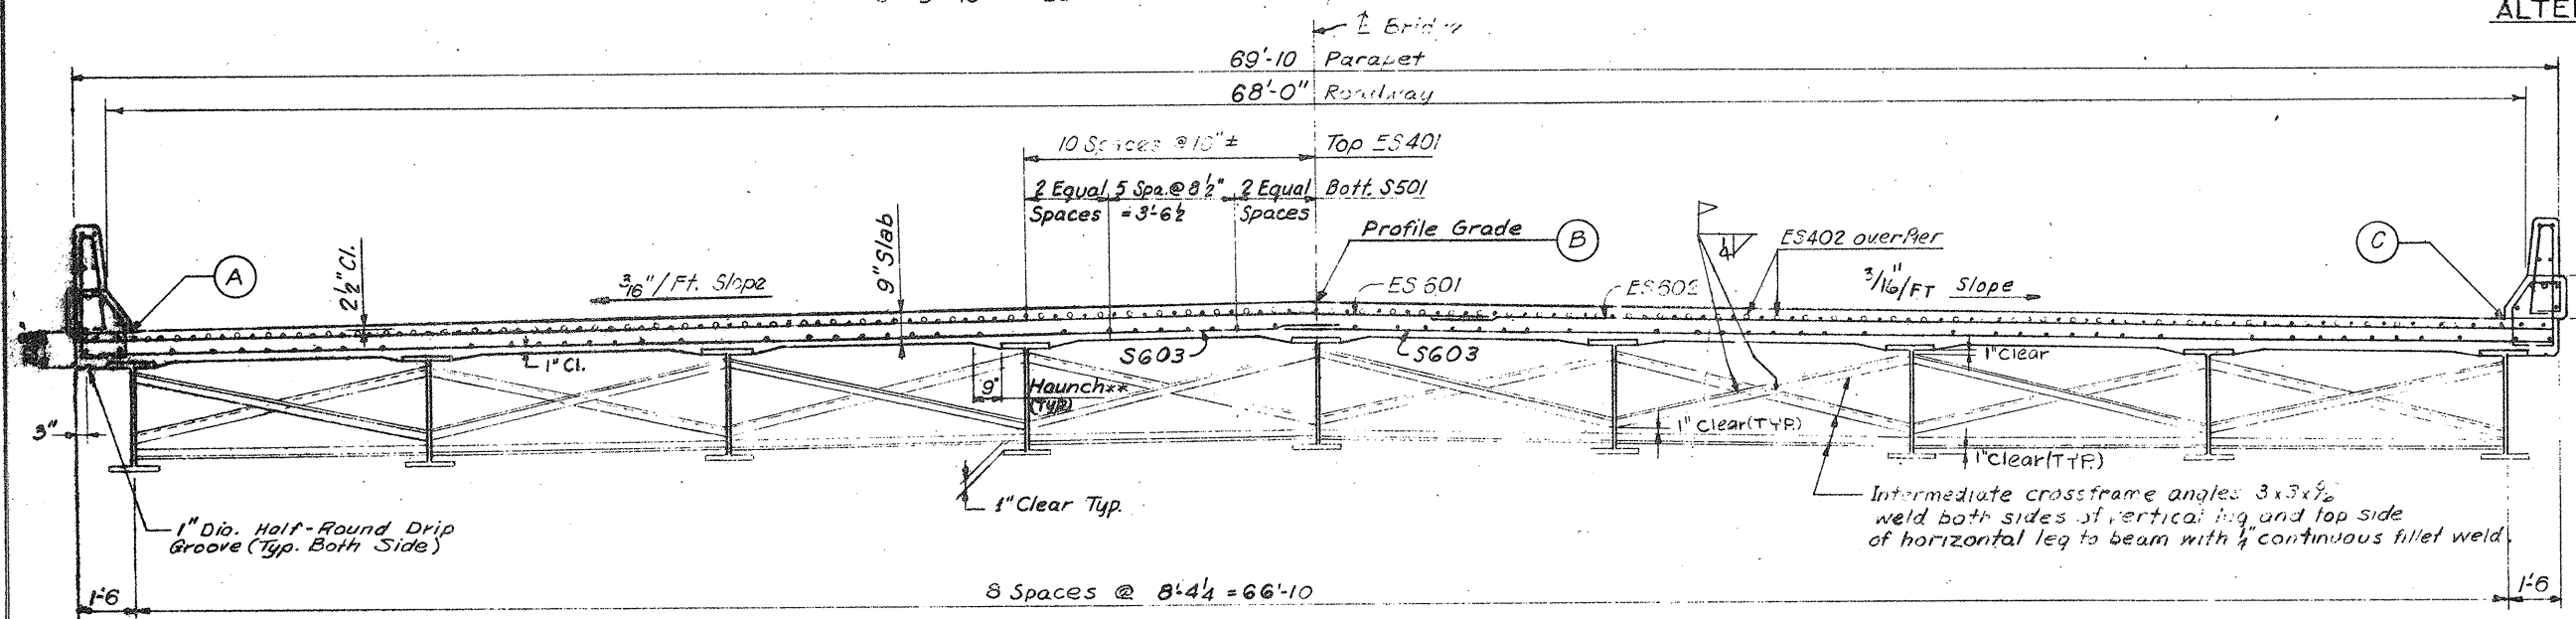 ALTE
℄ Bridg
69'-10 Parapet
68'-0" Roadway
10 Spaces @ 10" ± Top ES401
2 Equal Spaces
5 Spa. @ 8½" = 3'-6½
2 Equal Spaces
Bott. S501
Profile Grade B
A
C
2½" Cl.
3/16"/Ft. Slope
9" Slab
ES 601
ES602
ES402 over Pier
3/16"/FT Slope
1" Cl.
9"
Haunch**
(Typ.)
S603
S603
1" Clear
3"
1" Clear (TYP.)
1" Clear (TYP.)
1" Clear Typ.
1" Dia. Half-Round Drip
Groove (Typ. Both Side)
Intermediate crossframe angles 3x3x
weld both sides of vertical leg and top side
of horizontal leg to beam with ¼" continuous fillet weld.
1'-6
8 Spaces @ 8'-4¼ = 66'-10
1'-6